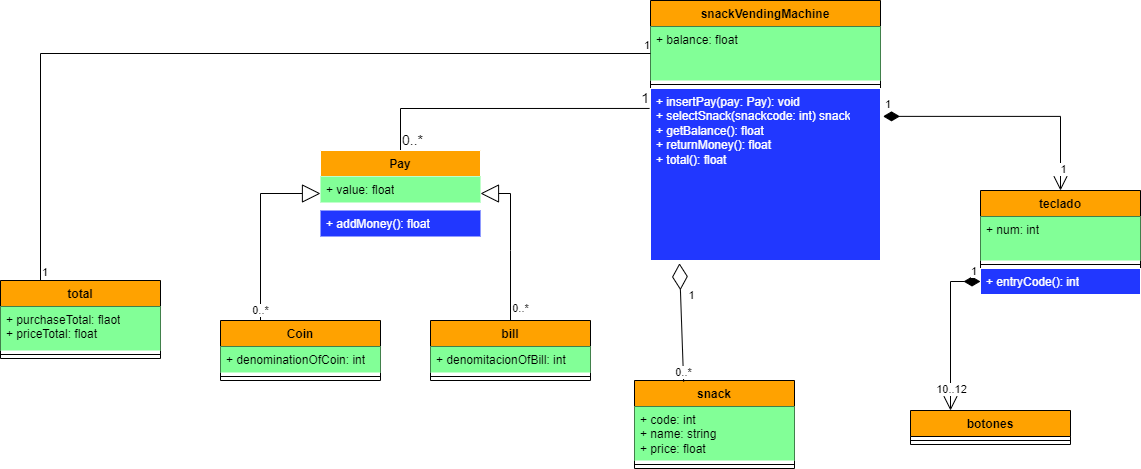 snackVendingMachine
+ balance: float
+ insertPay(pay: Pay): void
+ selectSnack(snackcode: int) snack
+ getBalance(): float
+ returnMoney(): float
+ total(): float
1
1
1
0..*
Pay
+ value: float
+ addMoney(): float
1
teclado
+ num: int
+ entryCode(): int
1
1
total
+ purchaseTotal: flaot
+ priceTotal: float
0..*
Coin
+ denominationOfCoin: int
0..*
bill
+ denomitacionOfBill: int
1
0..*
snack
+ code: int
+ name: string
+ price: float
10..12
botones